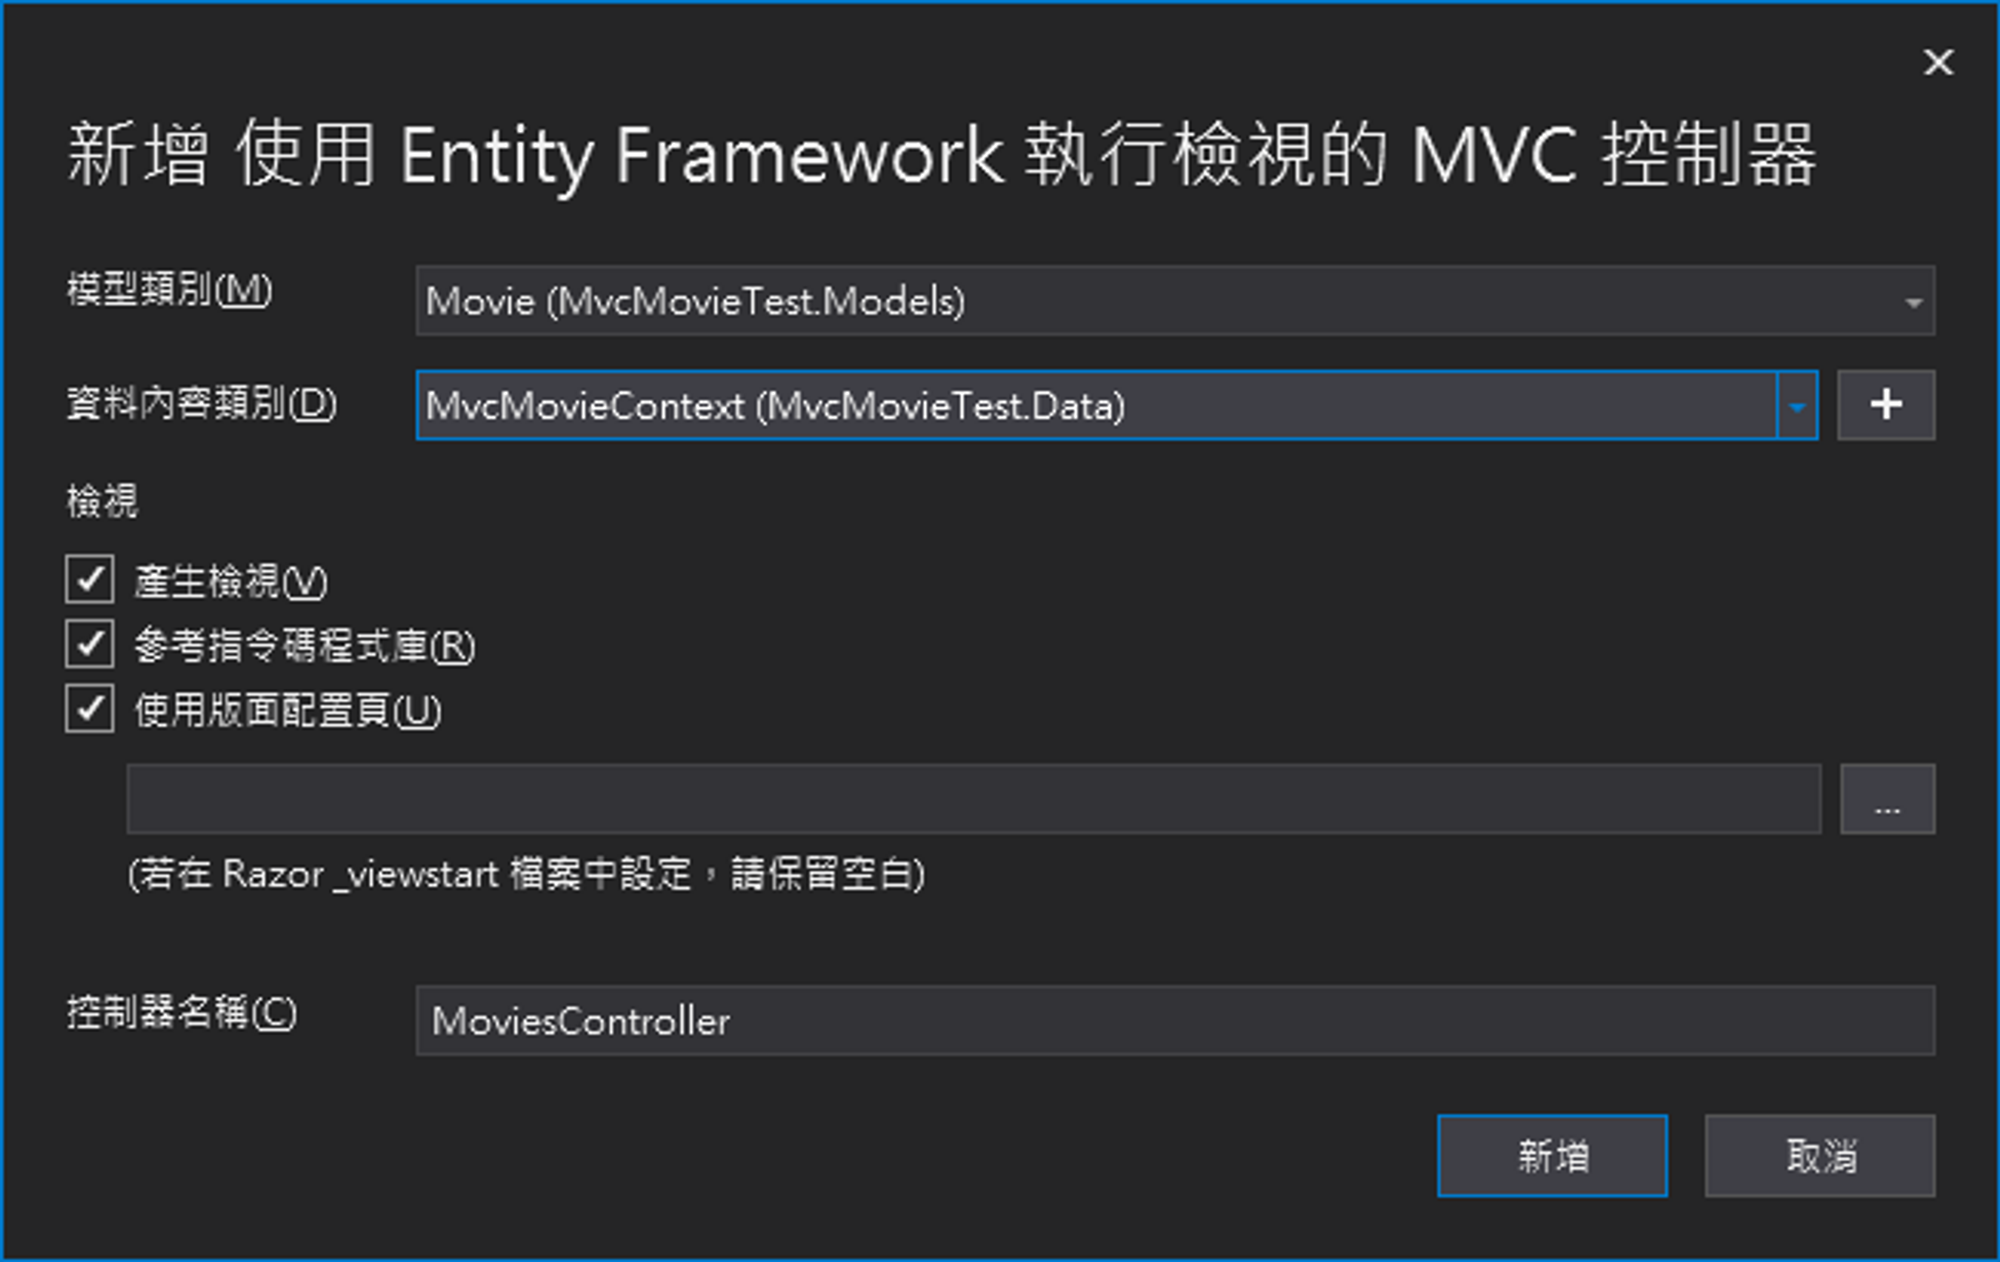 新增 使用 Entity Framework 執行檢視的 MVC 控制器
模型類別(M)
Movie (MvcMovieTest.Models)
資料內容類別(D)
MvcMovieContext (MvcMovieTest.Data)
+
檢視
產生檢視(V)
參考指令碼程式庫(R)
使用版面配置頁(U)
...
(若在 Razor _viewstart 檔案中設定，請保留空白)
控制器名稱(C)
MoviesController
新增
取消